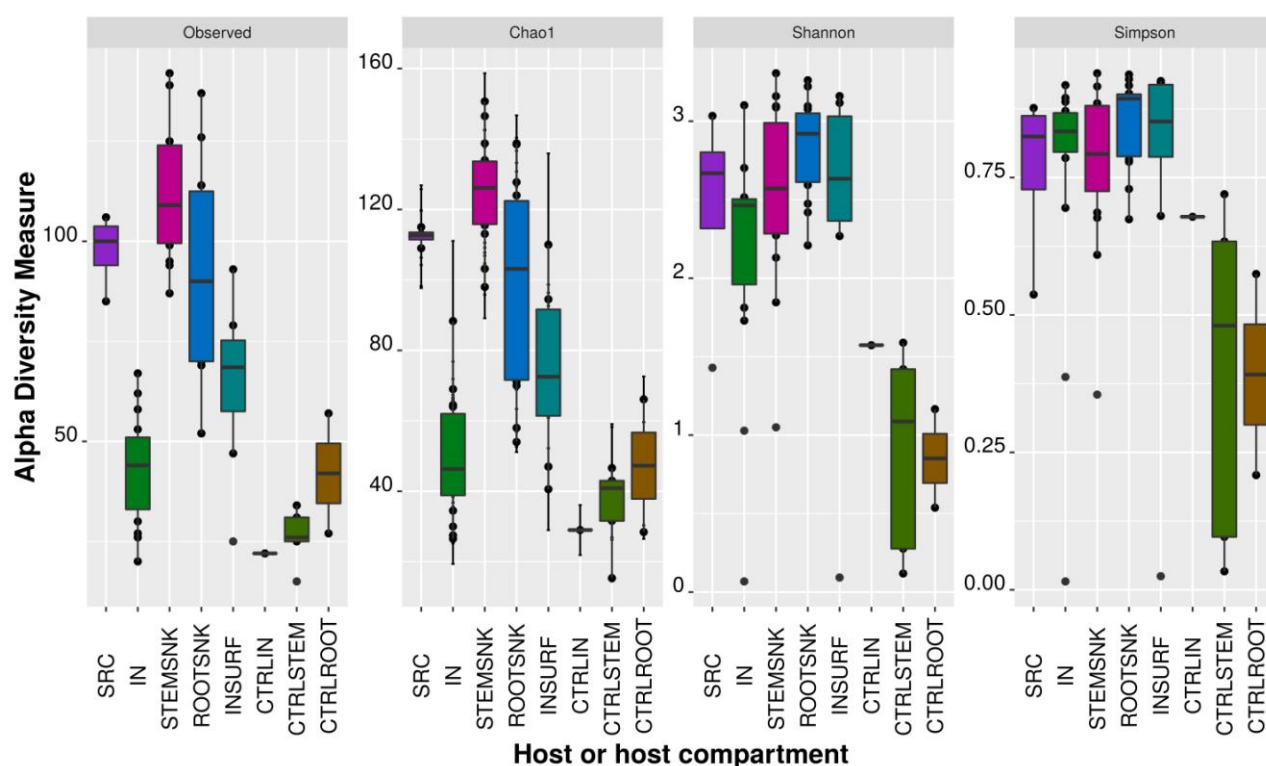 Observed
Chao1
Shannon
Simpson
Alpha Diversity Measure
100
50
160
120
80
40
3
2
1
0
0.75
0.50
0.25
0.00
SRC
IN
STEMSNK
ROOTSNK
INSURF
CTRLIN
CTRLSTEM
CTRLROOT
SRC
IN
STEMSNK
ROOTSNK
INSURF
CTRLIN
CTRLSTEM
CTRLROOT
SRC
IN
STEMSNK
ROOTSNK
INSURF
CTRLIN
CTRLSTEM
CTRLROOT
SRC
IN
STEMSNK
ROOTSNK
INSURF
CTRLIN
CTRLSTEM
CTRLROOT
Host or host compartment